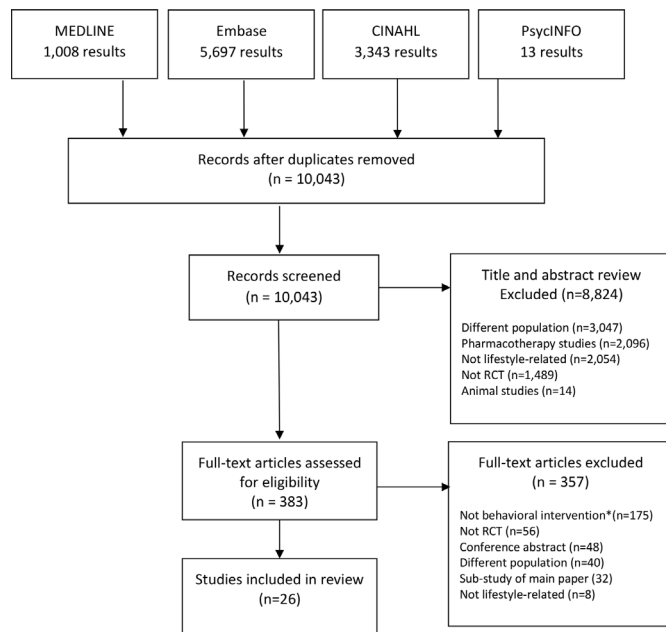 MEDLINE
1,008 results
Embase
5,697 results
CINAHL
3,343 results
PsycINFO
13 results
Records after duplicates removed
(n = 10,043)
Records screened
(n = 10,043)
Title and abstract review
Excluded (n=8,824)
Different population (n=3,047)
Pharmacotherapy studies (n=2,096)
Not lifestyle-related (n=2,054)
Not RCT (n=1,489)
Animal studies (n=14)
Full-text articles assessed
for eligibility
(n = 383)
Full-text articles excluded
(n = 357)
Not behavioral intervention*(n=175)
Not RCT (n=56)
Conference abstract (n=48)
Different population (n=40)
Sub-study of main paper (32)
Not lifestyle-related (n=8)
Studies included in review
(n=26)